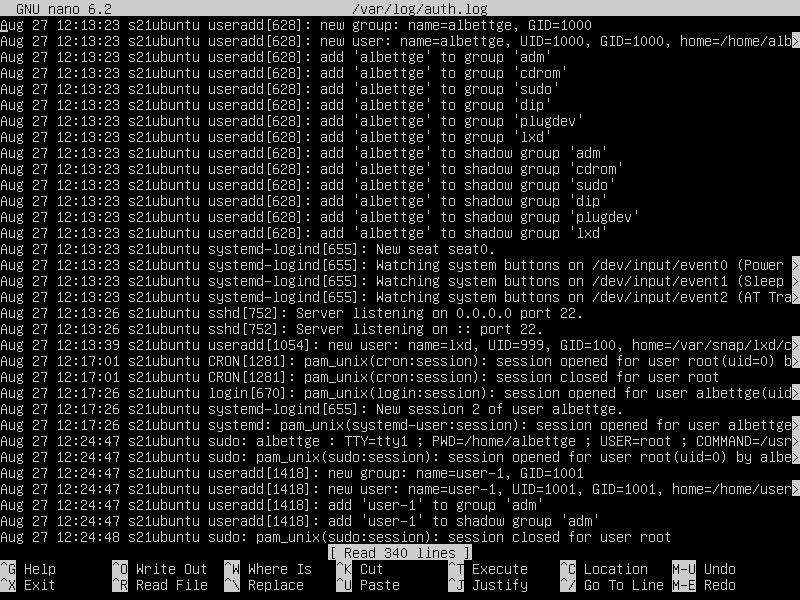 GNU nano 6.2 /var/log/auth.log
Aug 27 12:13:23 s21ubuntu useradd[628]: new group: name=albettge, GID=1000
Aug 27 12:13:23 s21ubuntu useradd[628]: new user: name=albettge, UID=1000, GID=1000, home=/home/alb>
Aug 27 12:13:23 s21ubuntu useradd[628]: add 'albettge' to group 'adm'
Aug 27 12:13:23 s21ubuntu useradd[628]: add 'albettge' to group 'cdrom'
Aug 27 12:13:23 s21ubuntu useradd[628]: add 'albettge' to group 'sudo'
Aug 27 12:13:23 s21ubuntu useradd[628]: add 'albettge' to group 'dip'
Aug 27 12:13:23 s21ubuntu useradd[628]: add 'albettge' to group 'plugdev'
Aug 27 12:13:23 s21ubuntu useradd[628]: add 'albettge' to group 'lxd'
Aug 27 12:13:23 s21ubuntu useradd[628]: add 'albettge' to shadow group 'adm'
Aug 27 12:13:23 s21ubuntu useradd[628]: add 'albettge' to shadow group 'cdrom'
Aug 27 12:13:23 s21ubuntu useradd[628]: add 'albettge' to shadow group 'sudo'
Aug 27 12:13:23 s21ubuntu useradd[628]: add 'albettge' to shadow group 'dip'
Aug 27 12:13:23 s21ubuntu useradd[628]: add 'albettge' to shadow group 'plugdev'
Aug 27 12:13:23 s21ubuntu useradd[628]: add 'albettge' to shadow group 'lxd'
Aug 27 12:13:23 s21ubuntu systemd-logind[655]: New seat seat0.
Aug 27 12:13:23 s21ubuntu systemd-logind[655]: Watching system buttons on /dev/input/event0 (Power >
Aug 27 12:13:23 s21ubuntu systemd-logind[655]: Watching system buttons on /dev/input/event1 (Sleep >
Aug 27 12:13:23 s21ubuntu systemd-logind[655]: Watching system buttons on /dev/input/event2 (AT Tra>
Aug 27 12:13:26 s21ubuntu sshd[752]: Server listening on 0.0.0.0 port 22.
Aug 27 12:13:26 s21ubuntu sshd[752]: Server listening on :: port 22.
Aug 27 12:13:39 s21ubuntu useradd[1054]: new user: name=lxd, UID=999, GID=100, home=/var/snap/lxd/c>
Aug 27 12:17:01 s21ubuntu CRON[1281]: pam_unix(cron:session): session opened for user root(uid=0) b>
Aug 27 12:17:01 s21ubuntu CRON[1281]: pam_unix(cron:session): session closed for user root
Aug 27 12:17:26 s21ubuntu login[670]: pam_unix(login:session): session opened for user albettge(uid>
Aug 27 12:17:26 s21ubuntu systemd-logind[655]: New session 2 of user albettge.
Aug 27 12:17:26 s21ubuntu systemd: pam_unix(systemd-user:session): session opened for user albettge>
Aug 27 12:24:47 s21ubuntu sudo: albettge : TTY=tty1 ; PWD=/home/albettge ; USER=root ; COMMAND=/usr>
Aug 27 12:24:47 s21ubuntu sudo: pam_unix(sudo:session): session opened for user root(uid=0) by albe>
Aug 27 12:24:47 s21ubuntu useradd[1418]: new group: name=user-1, GID=1001
Aug 27 12:24:47 s21ubuntu useradd[1418]: new user: name=user-1, UID=1001, GID=1001, home=/home/user>
Aug 27 12:24:47 s21ubuntu useradd[1418]: add 'user-1' to group 'adm'
Aug 27 12:24:47 s21ubuntu useradd[1418]: add 'user-1' to shadow group 'adm'
Aug 27 12:24:48 s21ubuntu sudo: pam_unix(sudo:session): session closed for user root
[ Read 340 lines ]
^G Help ^O Write Out ^W Where Is ^K Cut ^T Execute ^C Location M-U Undo
^X Exit ^R Read File ^\ Replace ^U Paste ^J Justify ^/ Go To Line M-E Redo